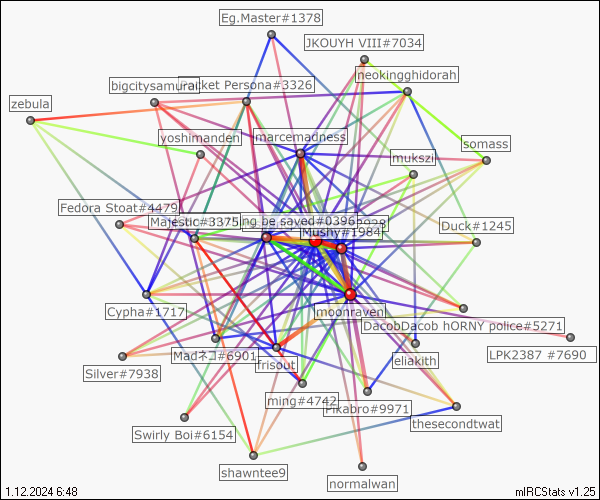 Eg.Master#1378
JKOUYH VIII#7034
neokingghidorah
bigcitysamurai
cket Persona#3326
zebula
yoshimanden
marcemadness
somass
mukszi
Fedora Stoat#4479
Majestic#3375
ng be saved#0396
Mushy#1984
Duck#1245
Cypha#1717
moonraven
DacobDacob hORNY police#5271
LPK2387 #7690
Silver#7938
Madネコ#6901
frisout
eliakith
ming#4742
Pikabro#9971
thesecondtwat
Swirly Boi#6154
shawntee9
normalwan
1.12.2024 6:48
mIRCStats v1.25